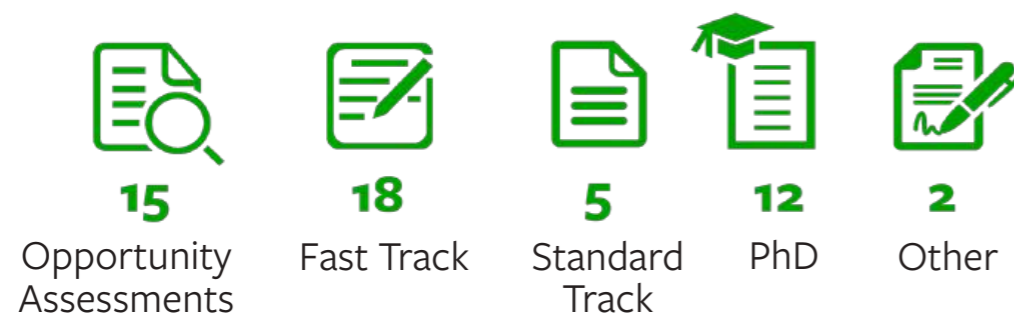 15 18 5 12 2
Opportunity Fast Track Standard PhD Other
Assessments Track